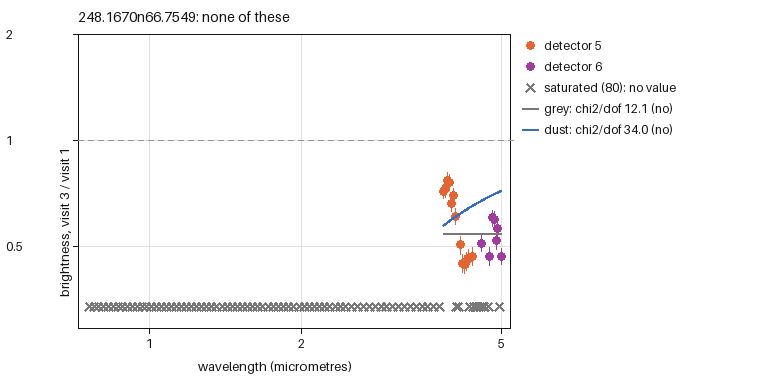 248.1670n66.7549: none of these
detector 5
detector 6
saturated (80): no value
grey: chi2/dof 12.1 (no)
dust: chi2/dof 34.0 (no)
brightness, visit 3 / visit 1
2
1
0.5
1
2
5
wavelength (micrometres)